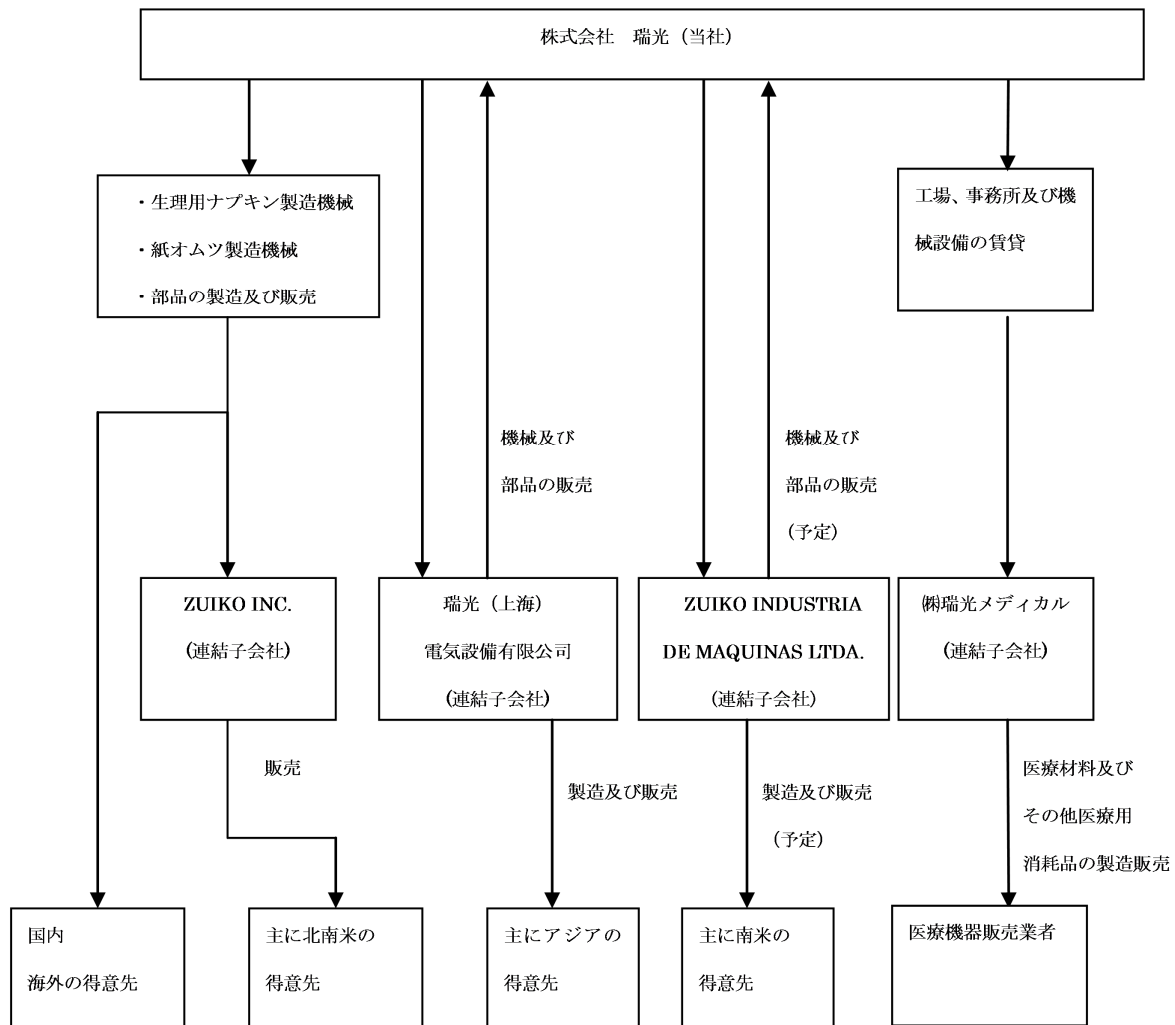 株式会社　瑞光（当社）
・生理用ナプキン製造機械
・紙オムツ製造機械
・部品の製造及び販売
工場、事務所及び機
械設備の賃貸
機械及び
部品の販売
機械及び
部品の販売
（予定）
ZUIKO INC.
（連結子会社）
瑞光（上海）
電気設備有限公司
（連結子会社）
ZUIKO INDUSTRIA
DE MAQUINAS LTDA.
（連結子会社）
㈱瑞光メディカル
（連結子会社）
販売
製造及び販売
製造及び販売
（予定）
医療材料及び
その他医療用
消耗品の製造販売
国内
海外の得意先
主に北南米の
得意先
主にアジアの
得意先
主に南米の
得意先
医療機器販売業者